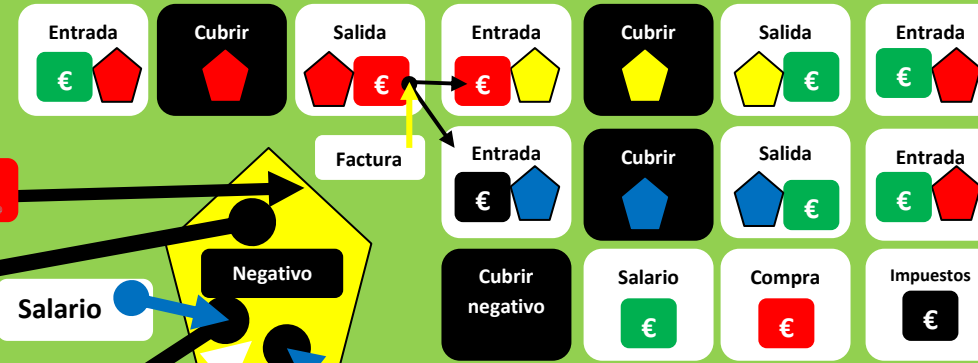 Entrada
Cubrir
Salida
Entrada
Cubrir
Salida
Entrada
€
€
€
€
€
Factura
Entrada
Cubrir
Salida
Entrada
€
€
€
Negativo
Salario
Cubrir
negativo
Salario
Compra
Impuestos
€
€
€